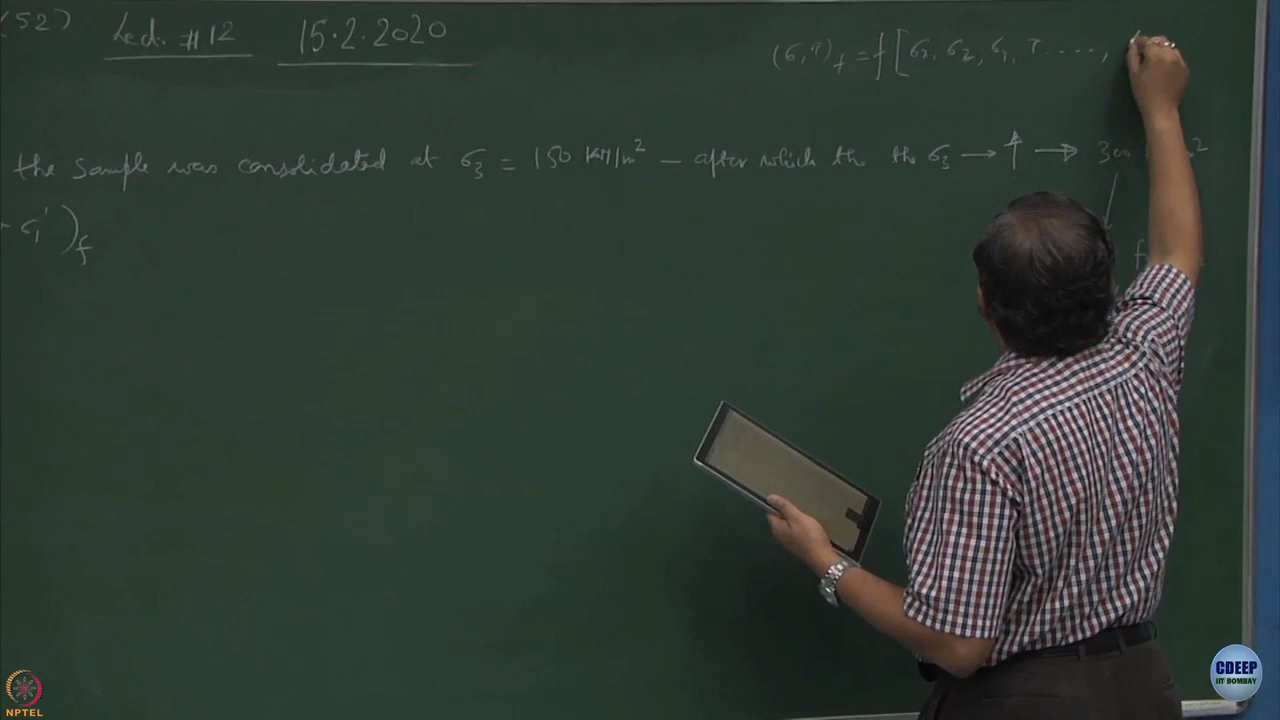 (52) Lect. #12 15.2.2020
(σ,τ)f = f [σ3, σ2, σ1, τ ....,
the sample was consolidated at σ3 = 150 KN/m² — after which the the σ3 → ↑ → 300
σ1')f
NPTEL
CDEEP
IIT BOMBAY